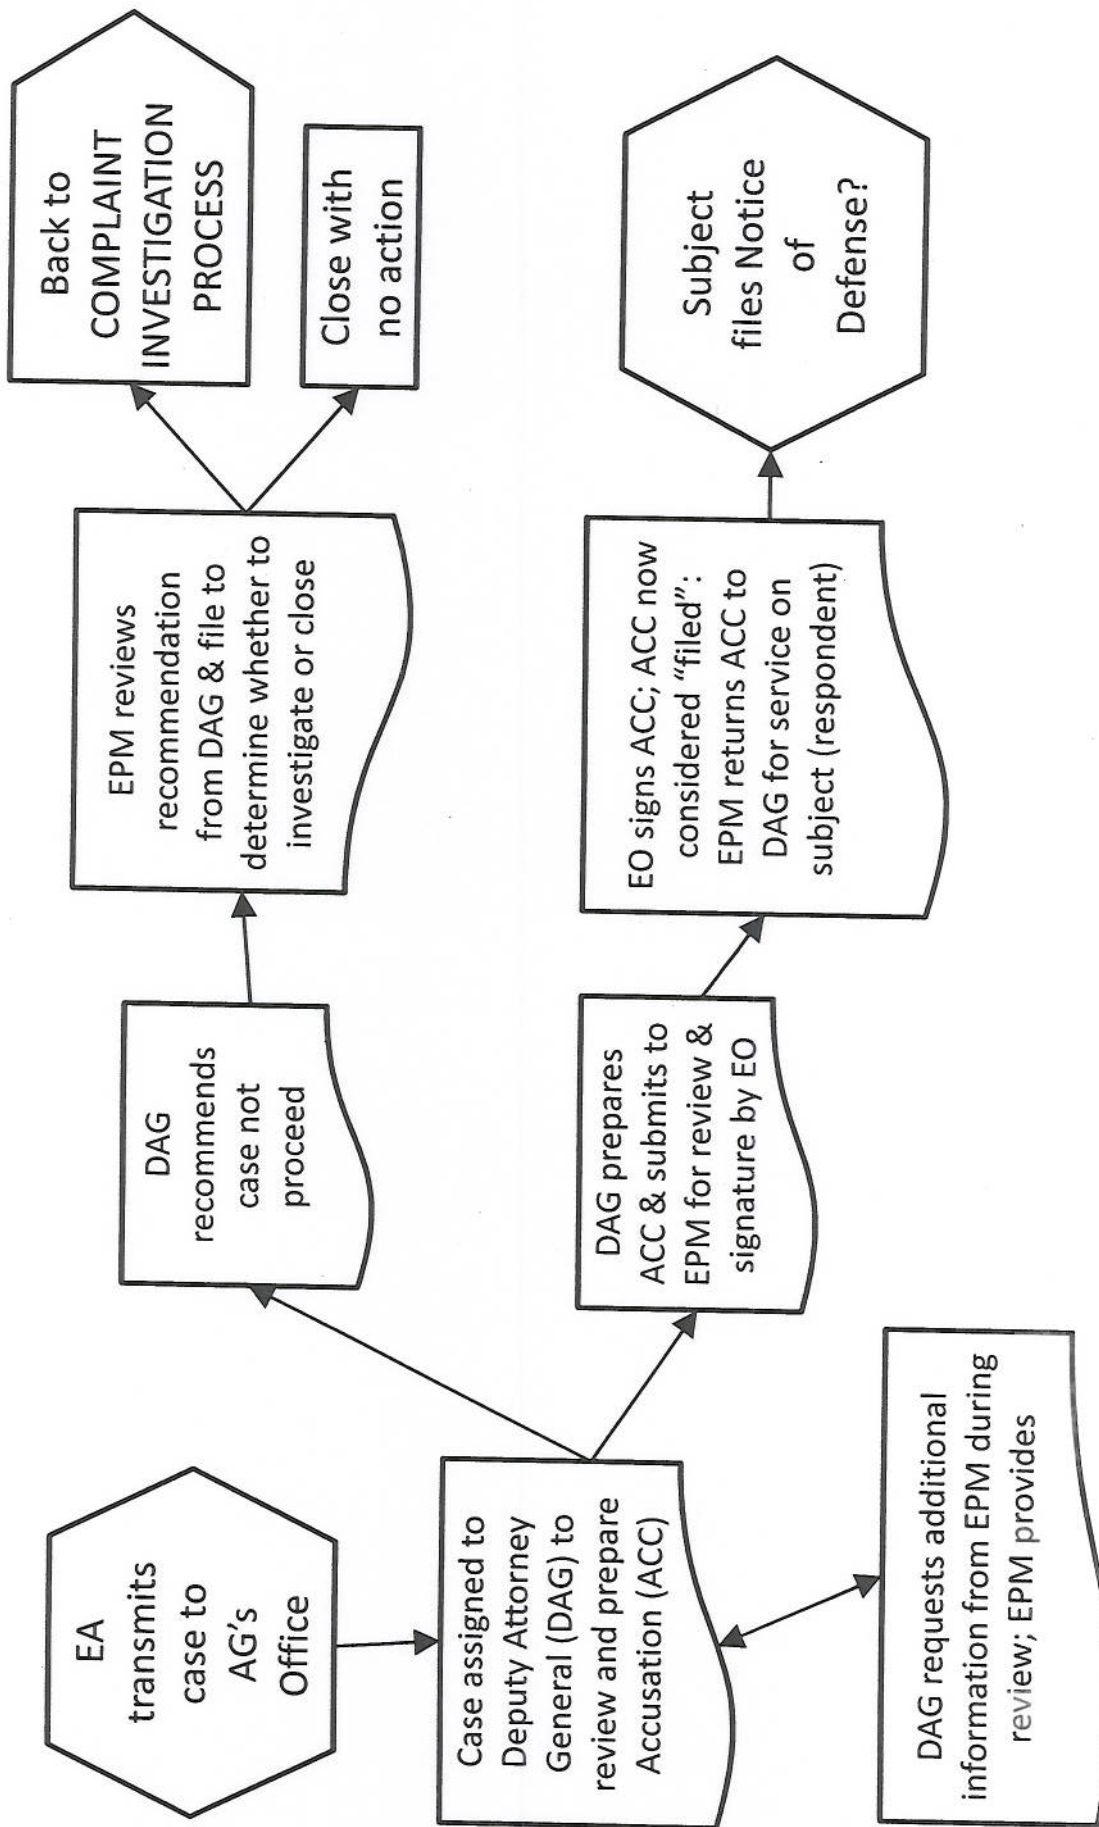 EA
transmits
case to
AG's
Office
Case assigned to
Deputy Attorney
General (DAG) to
review and prepare
Accusation (ACC)
DAG requests additional
information from EPM during
review; EPM provides
DAG
recommends
case not
proceed
DAG prepares
ACC & submits to
EPM for review &
signature by EO
EPM reviews
recommendation
from DAG & file to
determine whether to
investigate or close
EO signs ACC; ACC now
considered “filed”:
EPM returns ACC to
DAG for service on
subject (respondent)
Back to
COMPLAINT
INVESTIGATION
PROCESS
Close with
no action
Subject
files Notice
of
Defense?